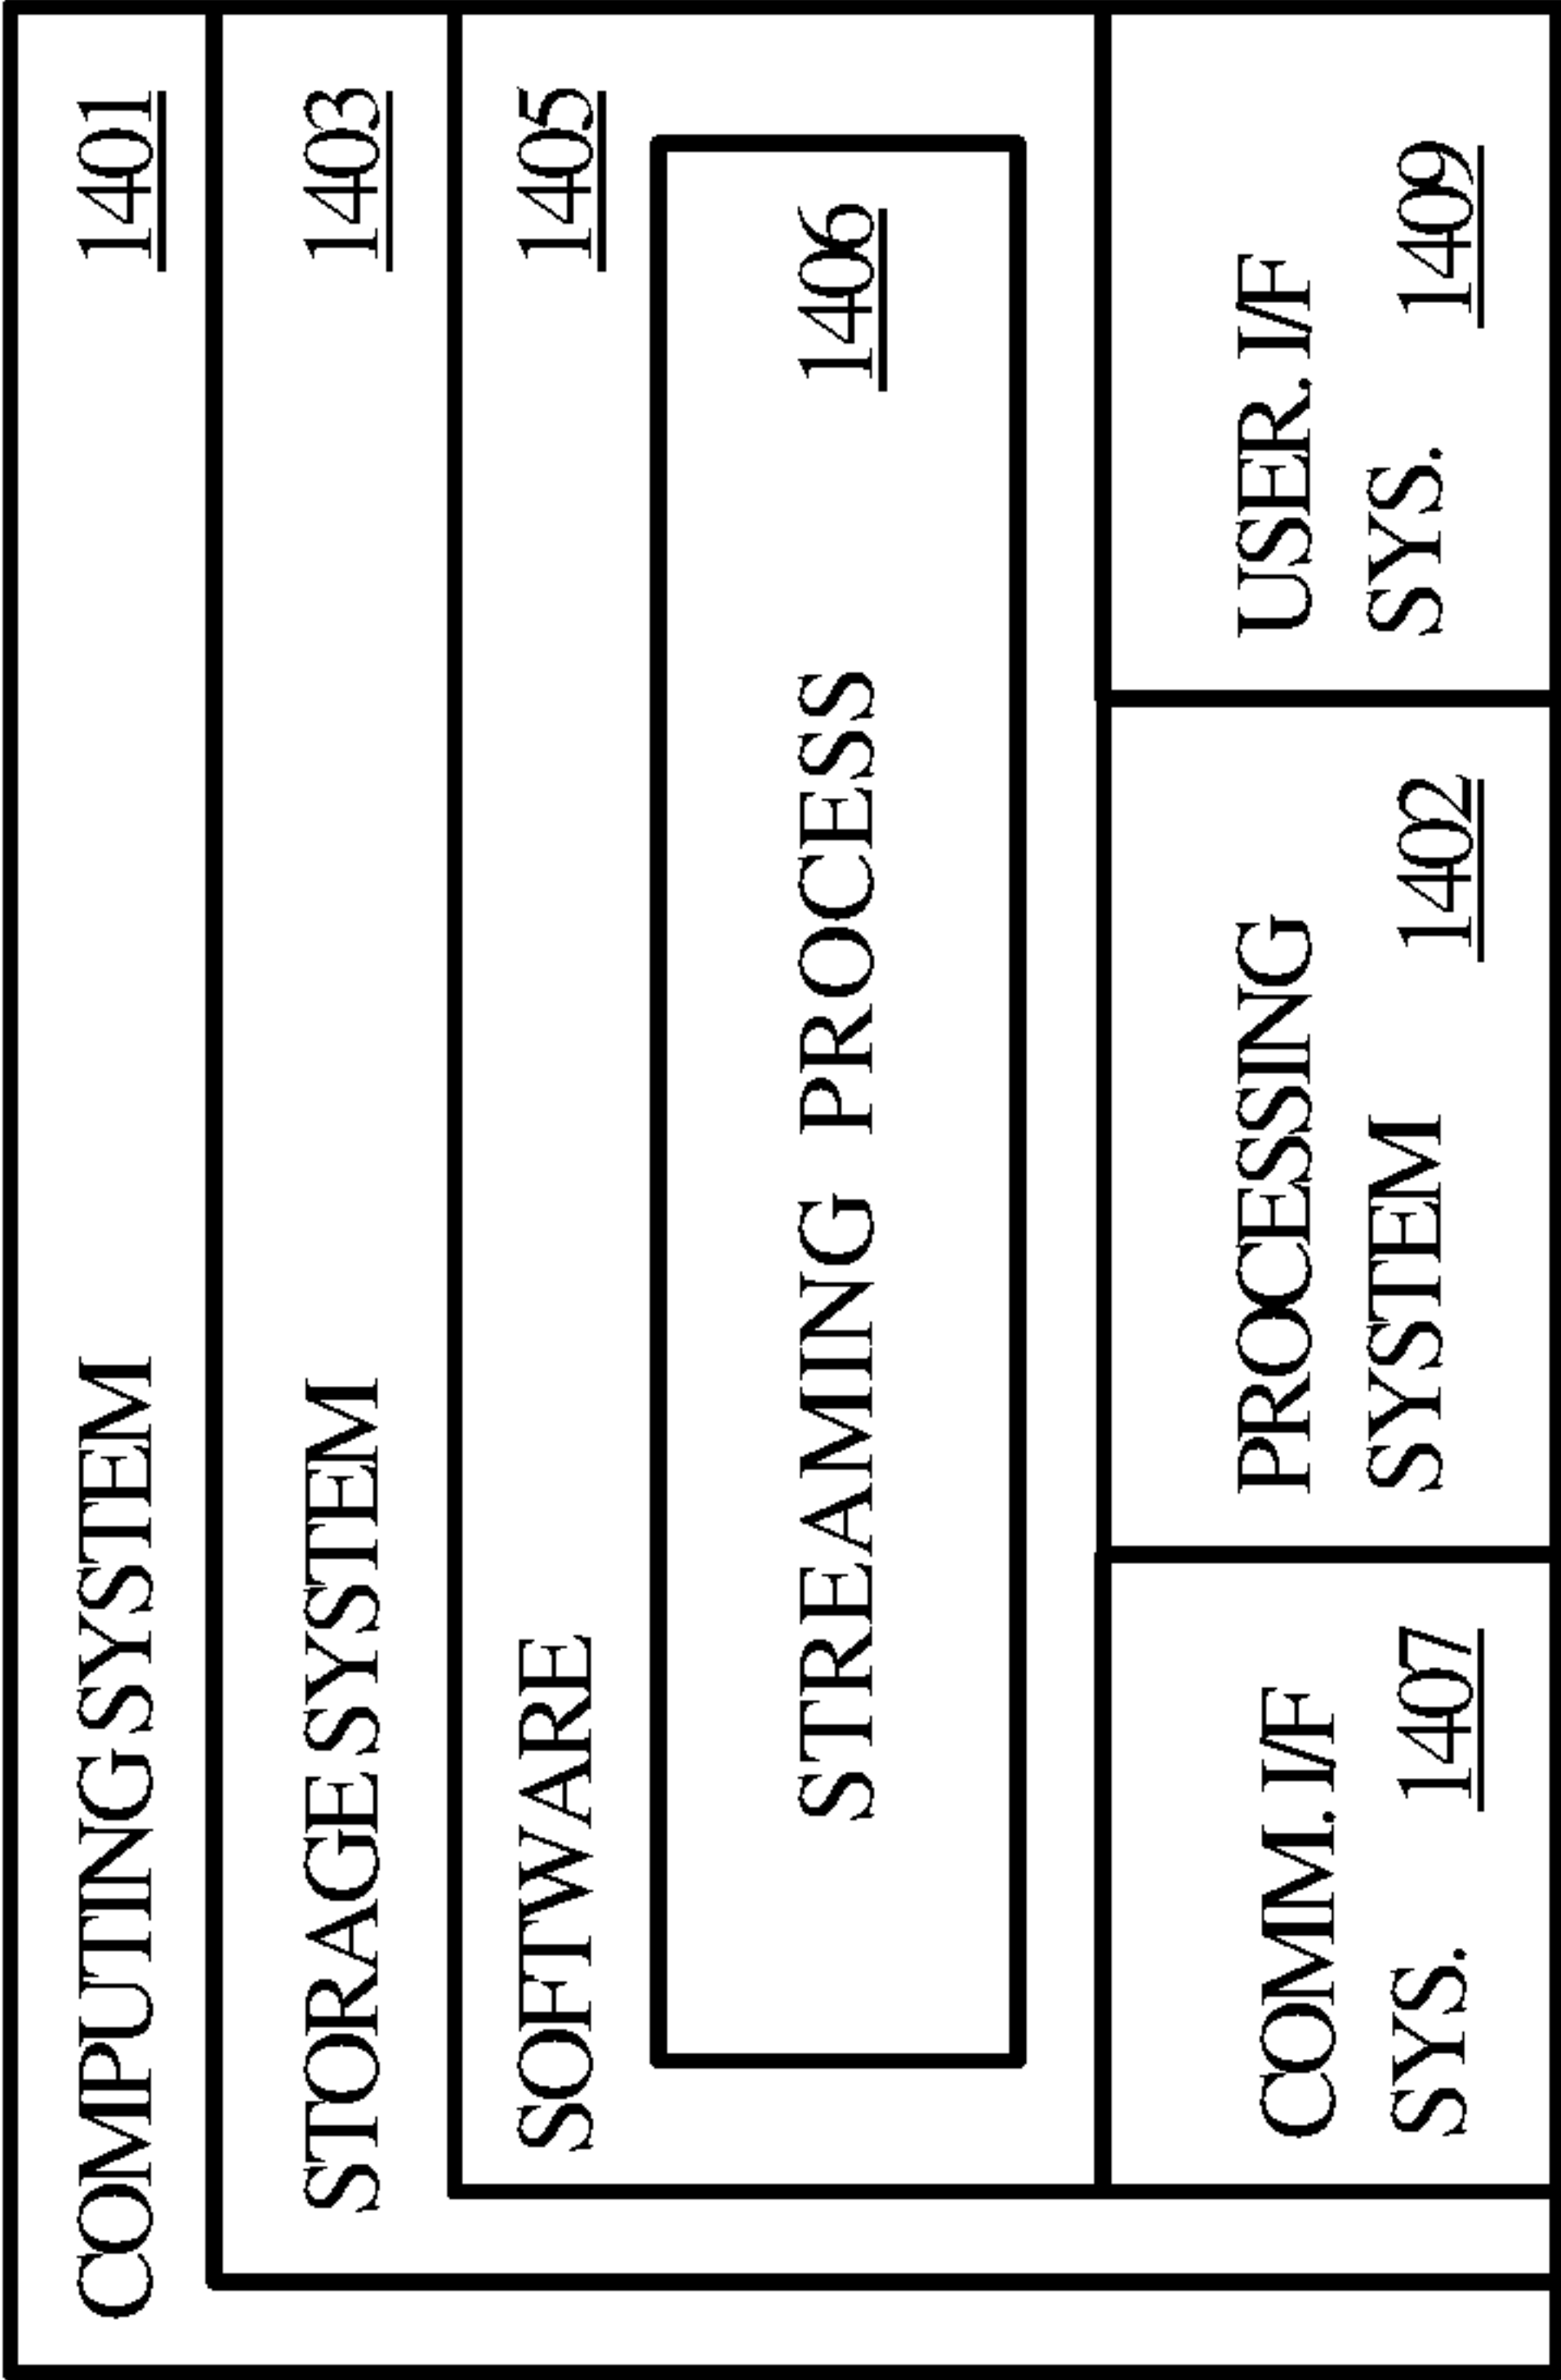 COMPUTING SYSTEM 1401
STORAGE SYSTEM 1403
SOFTWARE 1405
STREAMING PROCESS 1406
COMM. I/F
SYS.
1407
PROCESSING
SYSTEM
1402
USER. I/F
SYS.
1409